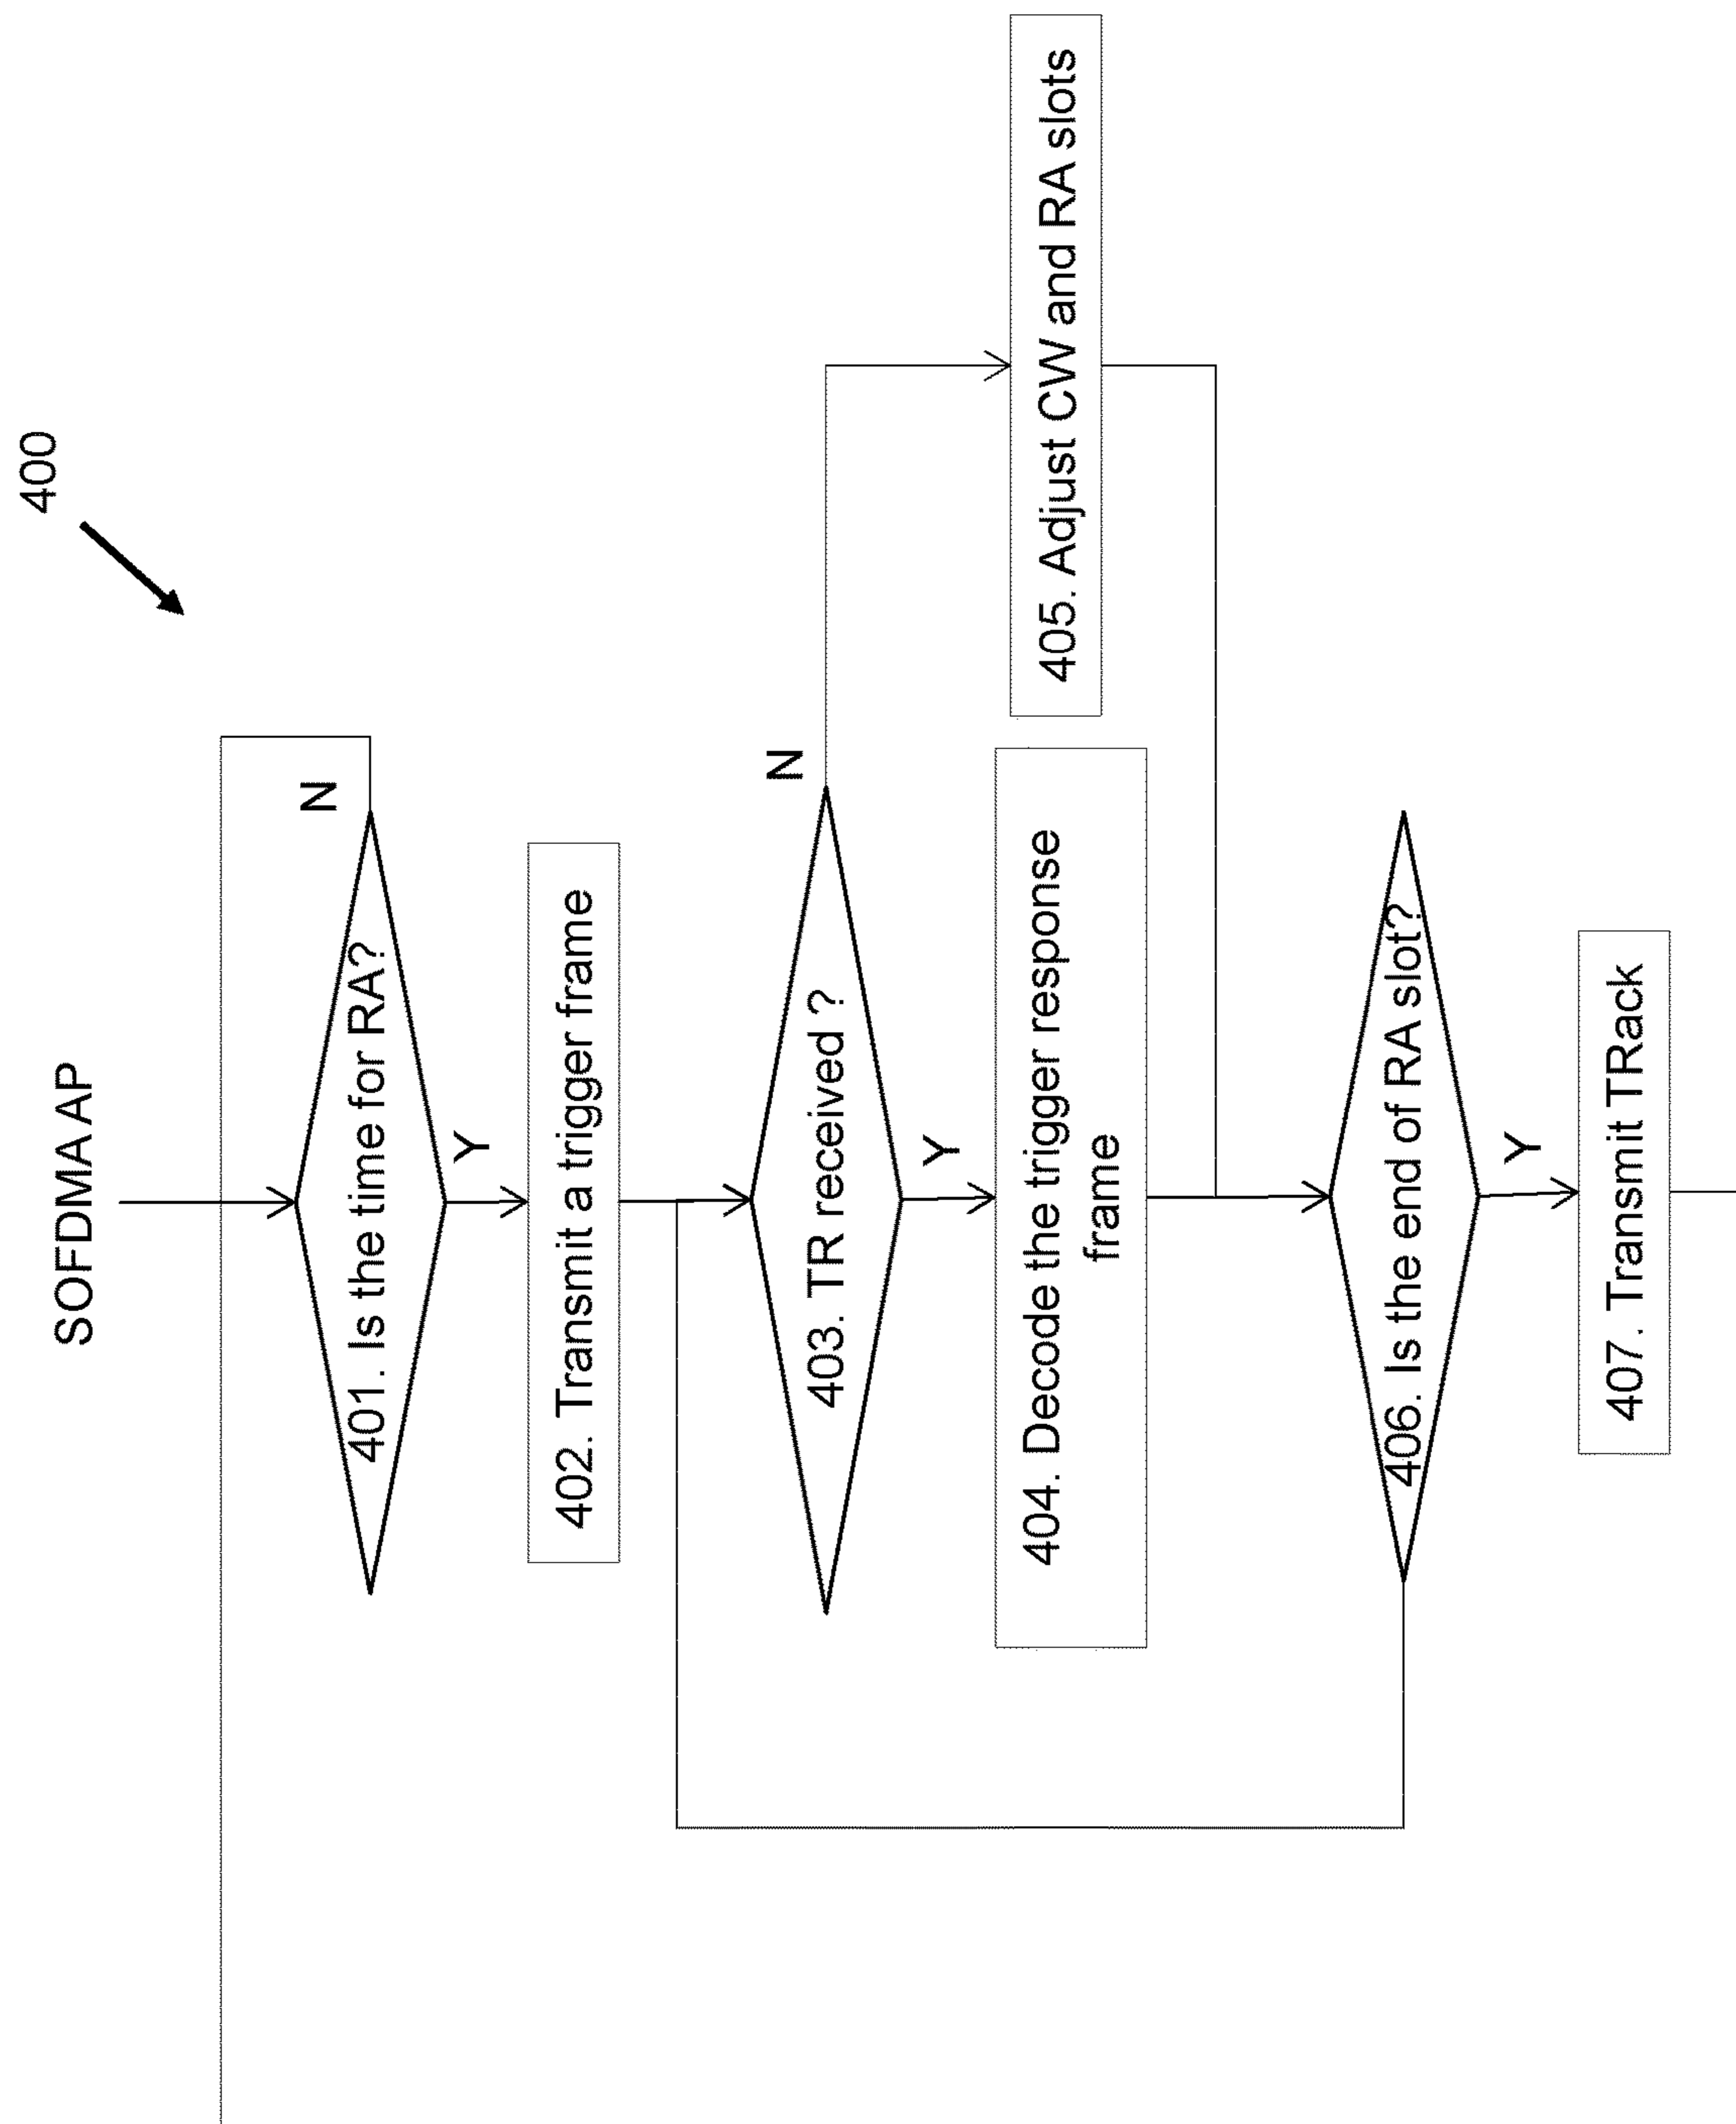 400
SOFDMA AP
401. Is the time for RA?
N
Y
402. Transmit a trigger frame
403. TR received ?
N
Y
404. Decode the trigger response
frame
405. Adjust CW and RA slots
406. Is the end of RA slot?
Y
407. Transmit TRack